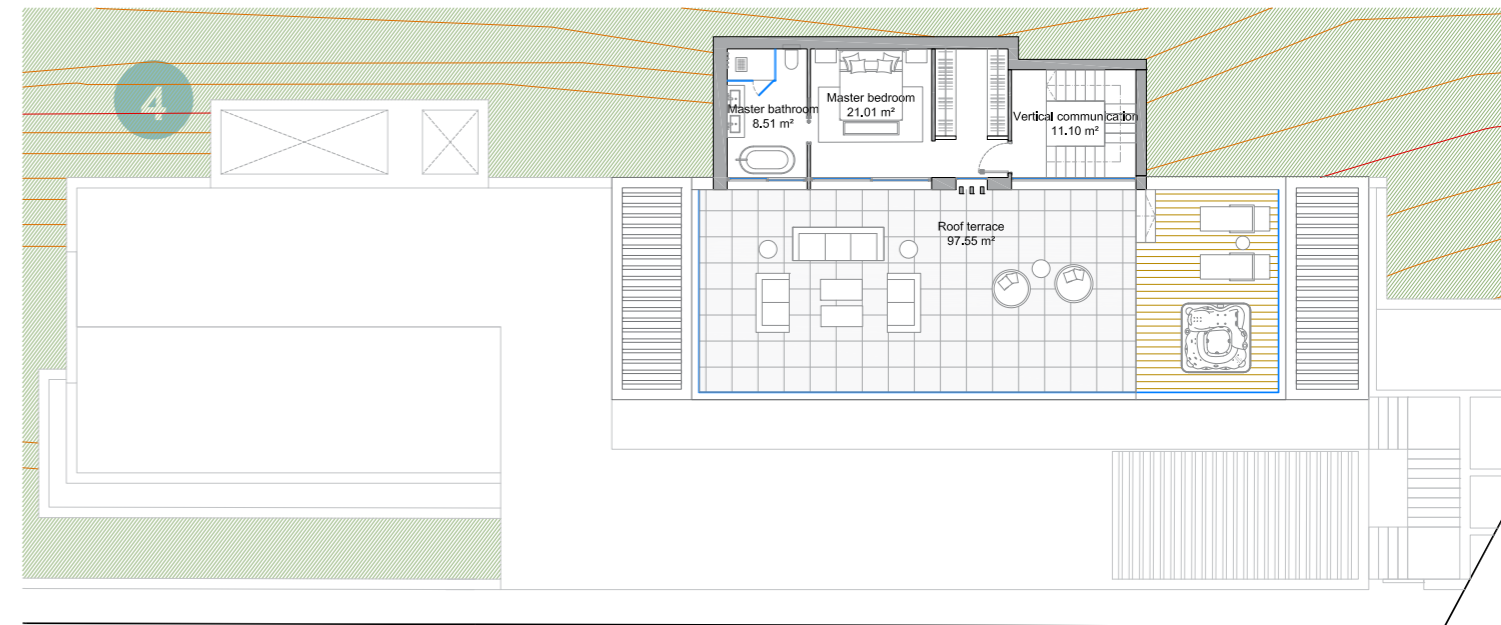 4
Master bathroom
8.51 m²
Master bedroom
21.01 m²
Vertical communication
11.10 m²
Roof terrace
97.55 m²